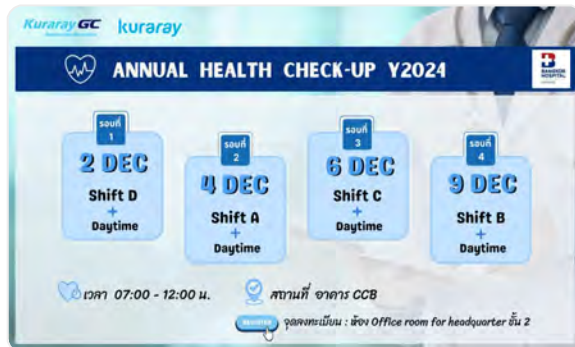 Kuraray GC
kuraray
ANNUAL HEALTH CHECK-UP Y2024
BANGKOK
HOSPITAL
รอบที่
1
2 DEC
Shift D
+
Daytime
รอบที่
2
4 DEC
Shift A
+
Daytime
รอบที่
3
6 DEC
Shift C
+
Daytime
รอบที่
4
9 DEC
Shift B
+
Daytime
เวลา 07:00 - 12:00 น.
สถานที่ อาคาร CCB
จุดลงทะเบียน : ห้อง Office room for headquarter ชั้น 2